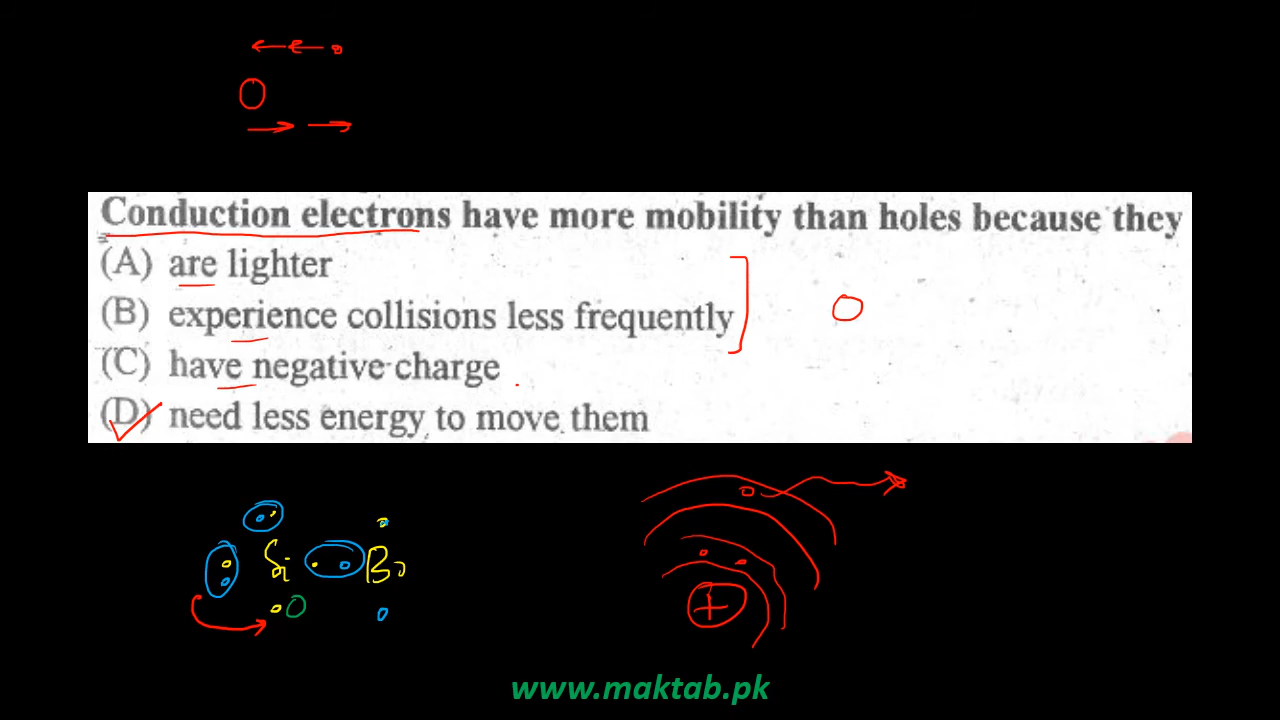 Conduction electrons have more mobility than holes because they
(A) are lighter
(B) experience collisions less frequently
(C) have negative charge
(D) need less energy to move them
Si
+
www.maktab.pk